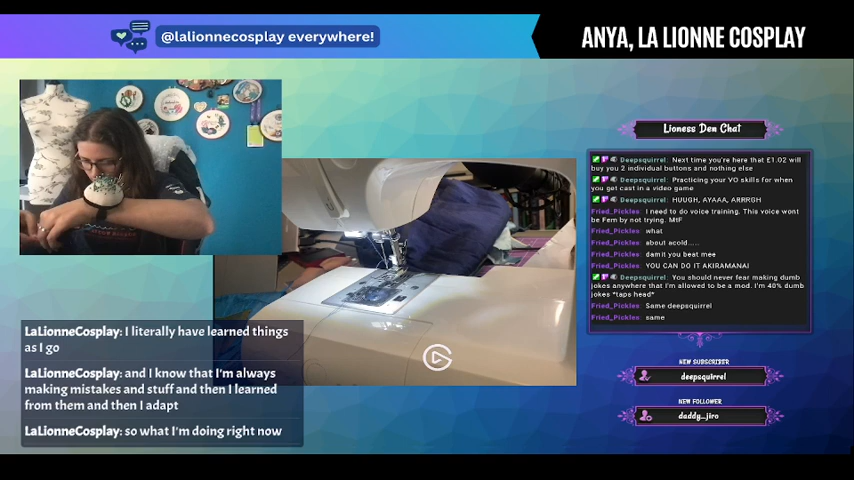 @lalionnecosplay everywhere!
ANYA, LA LIONNE COSPLAY
Lioness Den Chat
Deepsquirrel: Next time you're here that £1.02 will
buy you 2 individual buttons and nothing else
Deepsquirrel: Practicing your VO skills for when
you get cast in a video game
Deepsquirrel: HUUGH, AYAAA, ARRRGH
Fried_Pickles: I need to do voice training. This voice wont
be Fem by not trying. MtF
Fried_Pickles: what
Fried_Pickles: about acold.....
Fried_Pickles: damit you beat mee
Fried_Pickles: YOU CAN DO IT AKIRAMANAI
Deepsquirrel: You should never fear making dumb
jokes anywhere that I'm allowed to be a mod. I'm 40% dumb
jokes *taps head*
Fried_Pickles: Same deepsquirrel
Fried_Pickles: same
LaLionneCosplay: I literally have learned things
as I go
LaLionneCosplay: and I know that I'm always
making mistakes and stuff and then I learned
from them and then I adapt
LaLionneCosplay: so what I'm doing right now
NEW SUBSCRIBER
deepsquirrel
NEW FOLLOWER
daddy_jiro